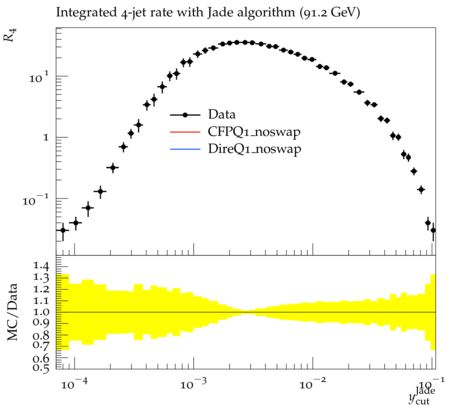 Integrated 4-jet rate with Jade algorithm (91.2 GeV)
R4
10^1
1
10^−1
Data
CFPQ1_noswap
DireQ1_noswap
MC/Data
1.4
1.3
1.2
1.1
1.0
0.9
0.8
0.7
0.6
0.5
10^−4
10^−3
10^−2
10^−1
y_cut^Jade